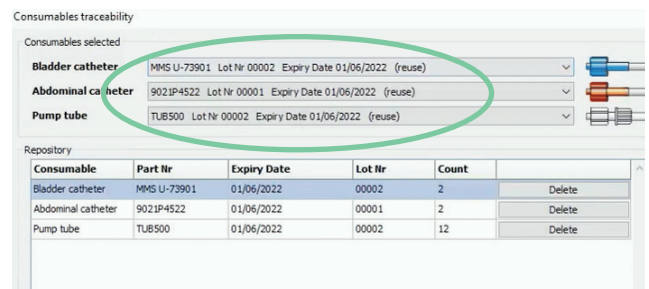 Consumables traceability
Consumables selected
Bladder catheter MMS U-73901 Lot Nr 00002 Expiry Date 01/06/2022 (reuse)
Abdominal catheter 9021P4522 Lot Nr 00001 Expiry Date 01/06/2022 (reuse)
Pump tube TUB500 Lot Nr 00002 Expiry Date 01/06/2022 (reuse)
Repository
Consumable Part Nr Expiry Date Lot Nr Count
Bladder catheter MMS U-73901 01/06/2022 00002 2 Delete
Abdominal catheter 9021P4522 01/06/2022 00001 2 Delete
Pump tube TUB500 01/06/2022 00002 12 Delete